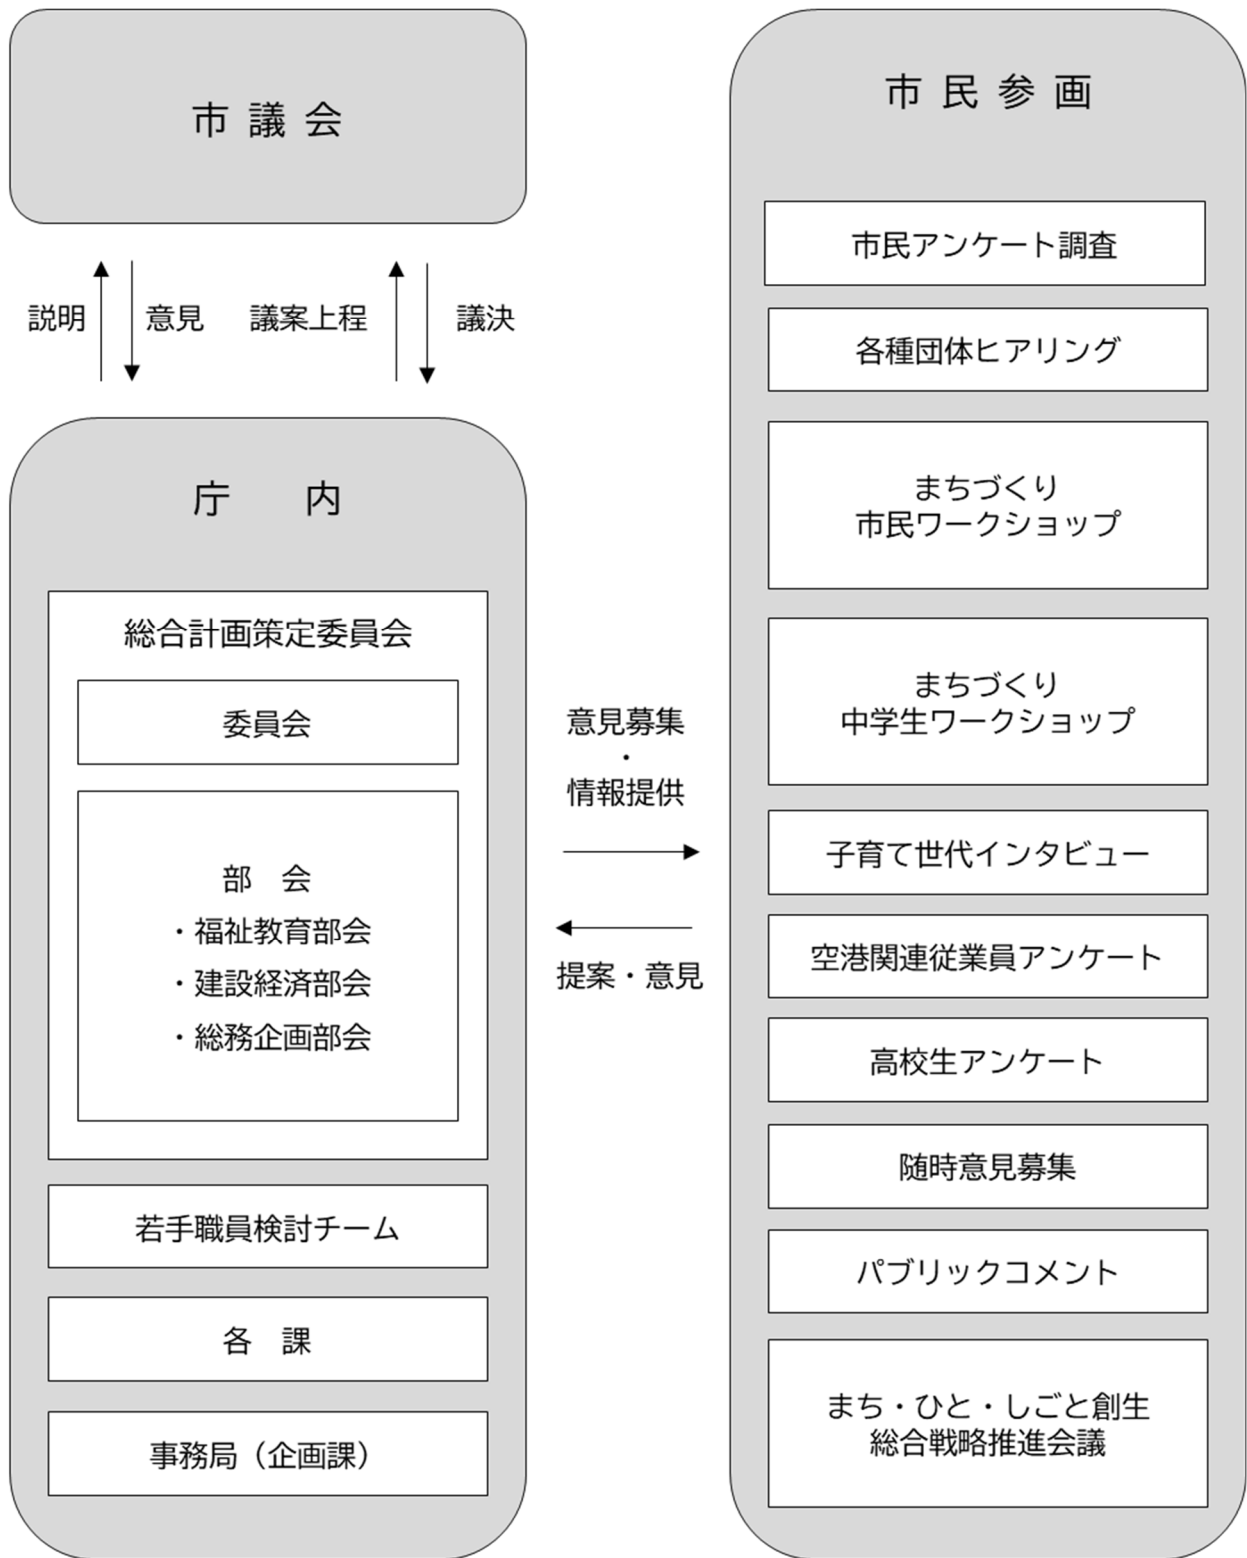 市議会
説明
意見
議案上程
議決
庁　内
総合計画策定委員会
委員会
部　会
・福祉教育部会
・建設経済部会
・総務企画部会
若手職員検討チーム
各　課
事務局（企画課）
意見募集
・
情報提供
提案・意見
市民参画
市民アンケート調査
各種団体ヒアリング
まちづくり
市民ワークショップ
まちづくり
中学生ワークショップ
子育て世代インタビュー
空港関連従業員アンケート
高校生アンケート
随時意見募集
パブリックコメント
まち・ひと・しごと創生
総合戦略推進会議